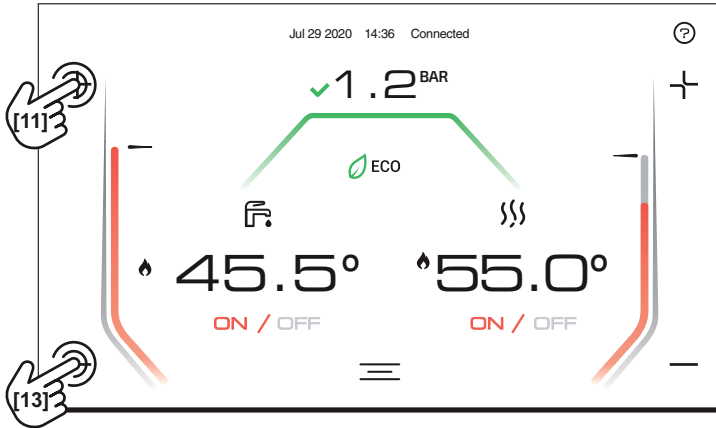 Jul 29 2020 14:36 Connected ?
1.2 BAR
[11]
ECO
45.5° 55.0°
ON / OFF ON / OFF
[13]